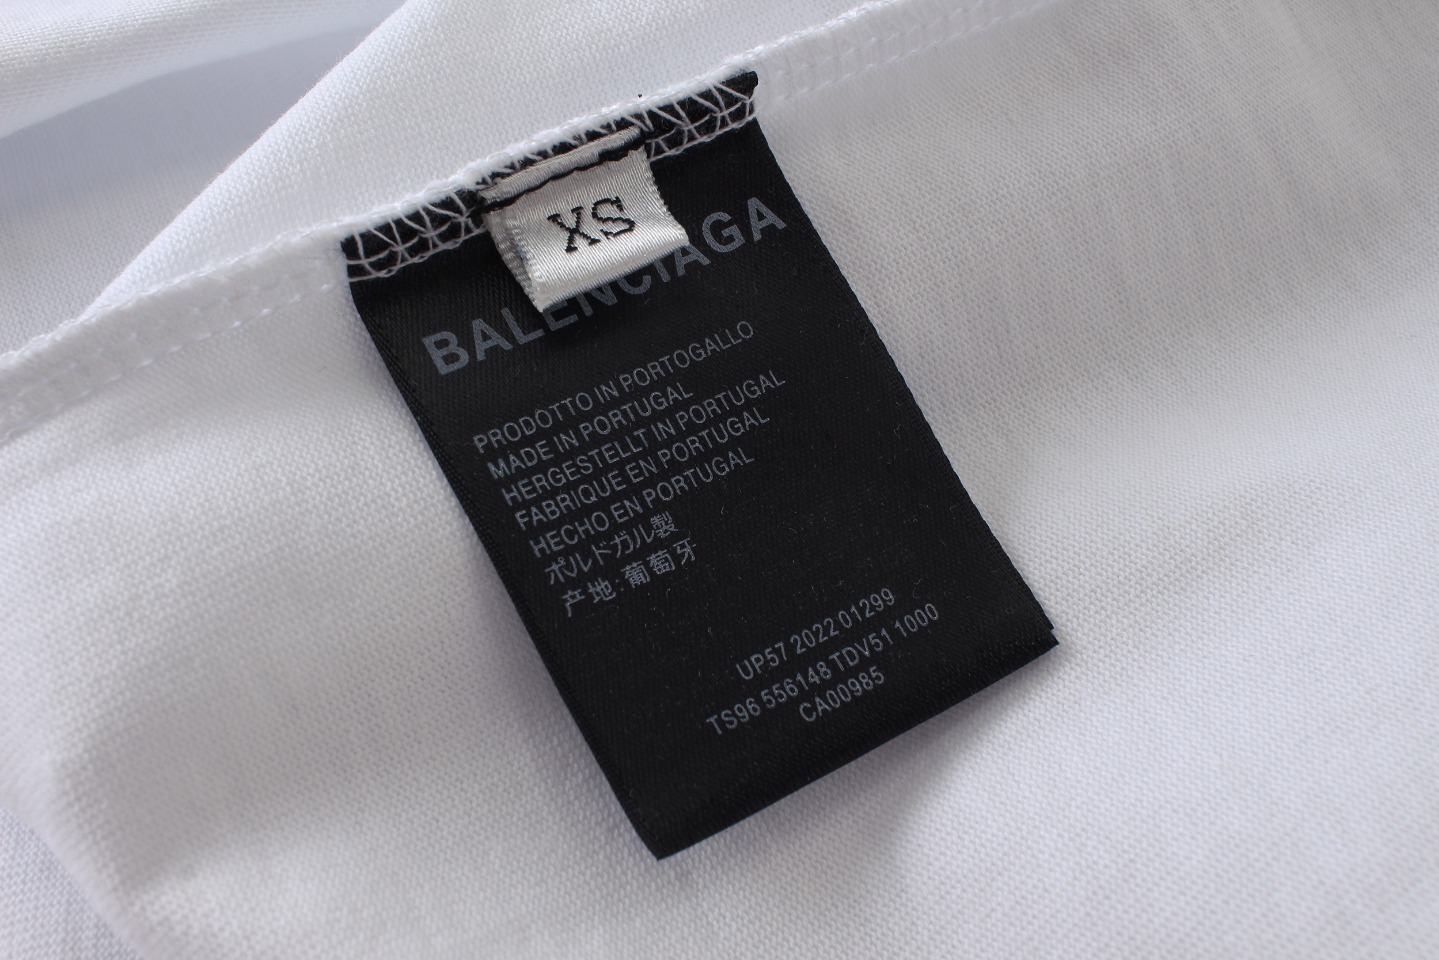 XS
BALENCIAGA
PRODOTTO IN PORTOGALLO
MADE IN PORTUGAL
HERGESTELLT IN PORTUGAL
FABRIQUE EN PORTUGAL
HECHO EN PORTUGAL
ポルドガル製
产地:葡萄牙
UP57 2022 01299
TS96 556148 TDV51 1000
CA00985